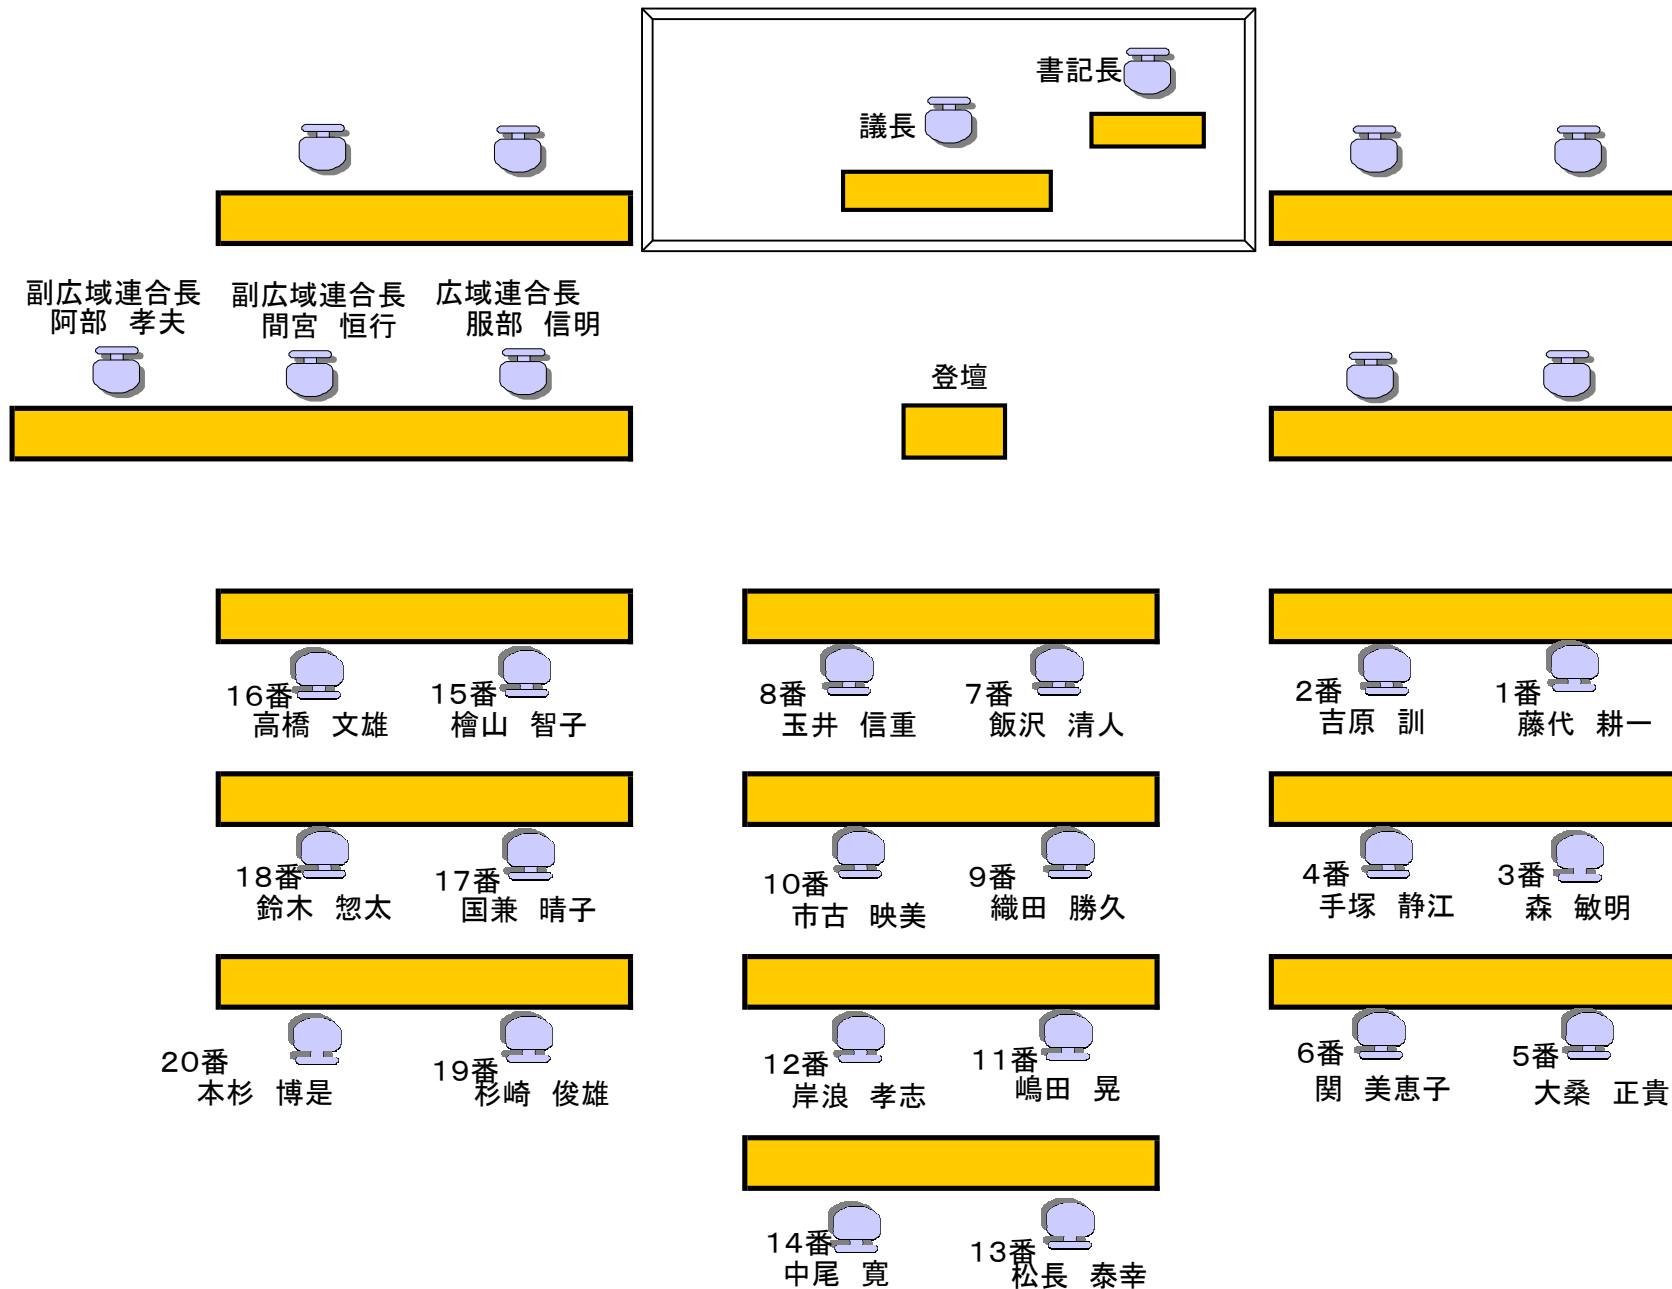 書記長
議長
副広域連合長
阿部 孝夫
副広域連合長
間宮 恒行
広域連合長
服部 信明
登壇
16番
高橋 文雄
15番
檜山 智子
8番
玉井 信重
7番
飯沢 清人
2番
吉原 訓
1番
藤代 耕一
18番
鈴木 惣太
17番
国兼 晴子
10番
市古 映美
9番
織田 勝久
4番
手塚 静江
3番
森 敏明
20番
本杉 博是
19番
杉崎 俊雄
12番
岸浪 孝志
11番
嶋田 晃
6番
関 美恵子
5番
大桑 正貴
14番
中尾 寛
13番
松長 泰幸